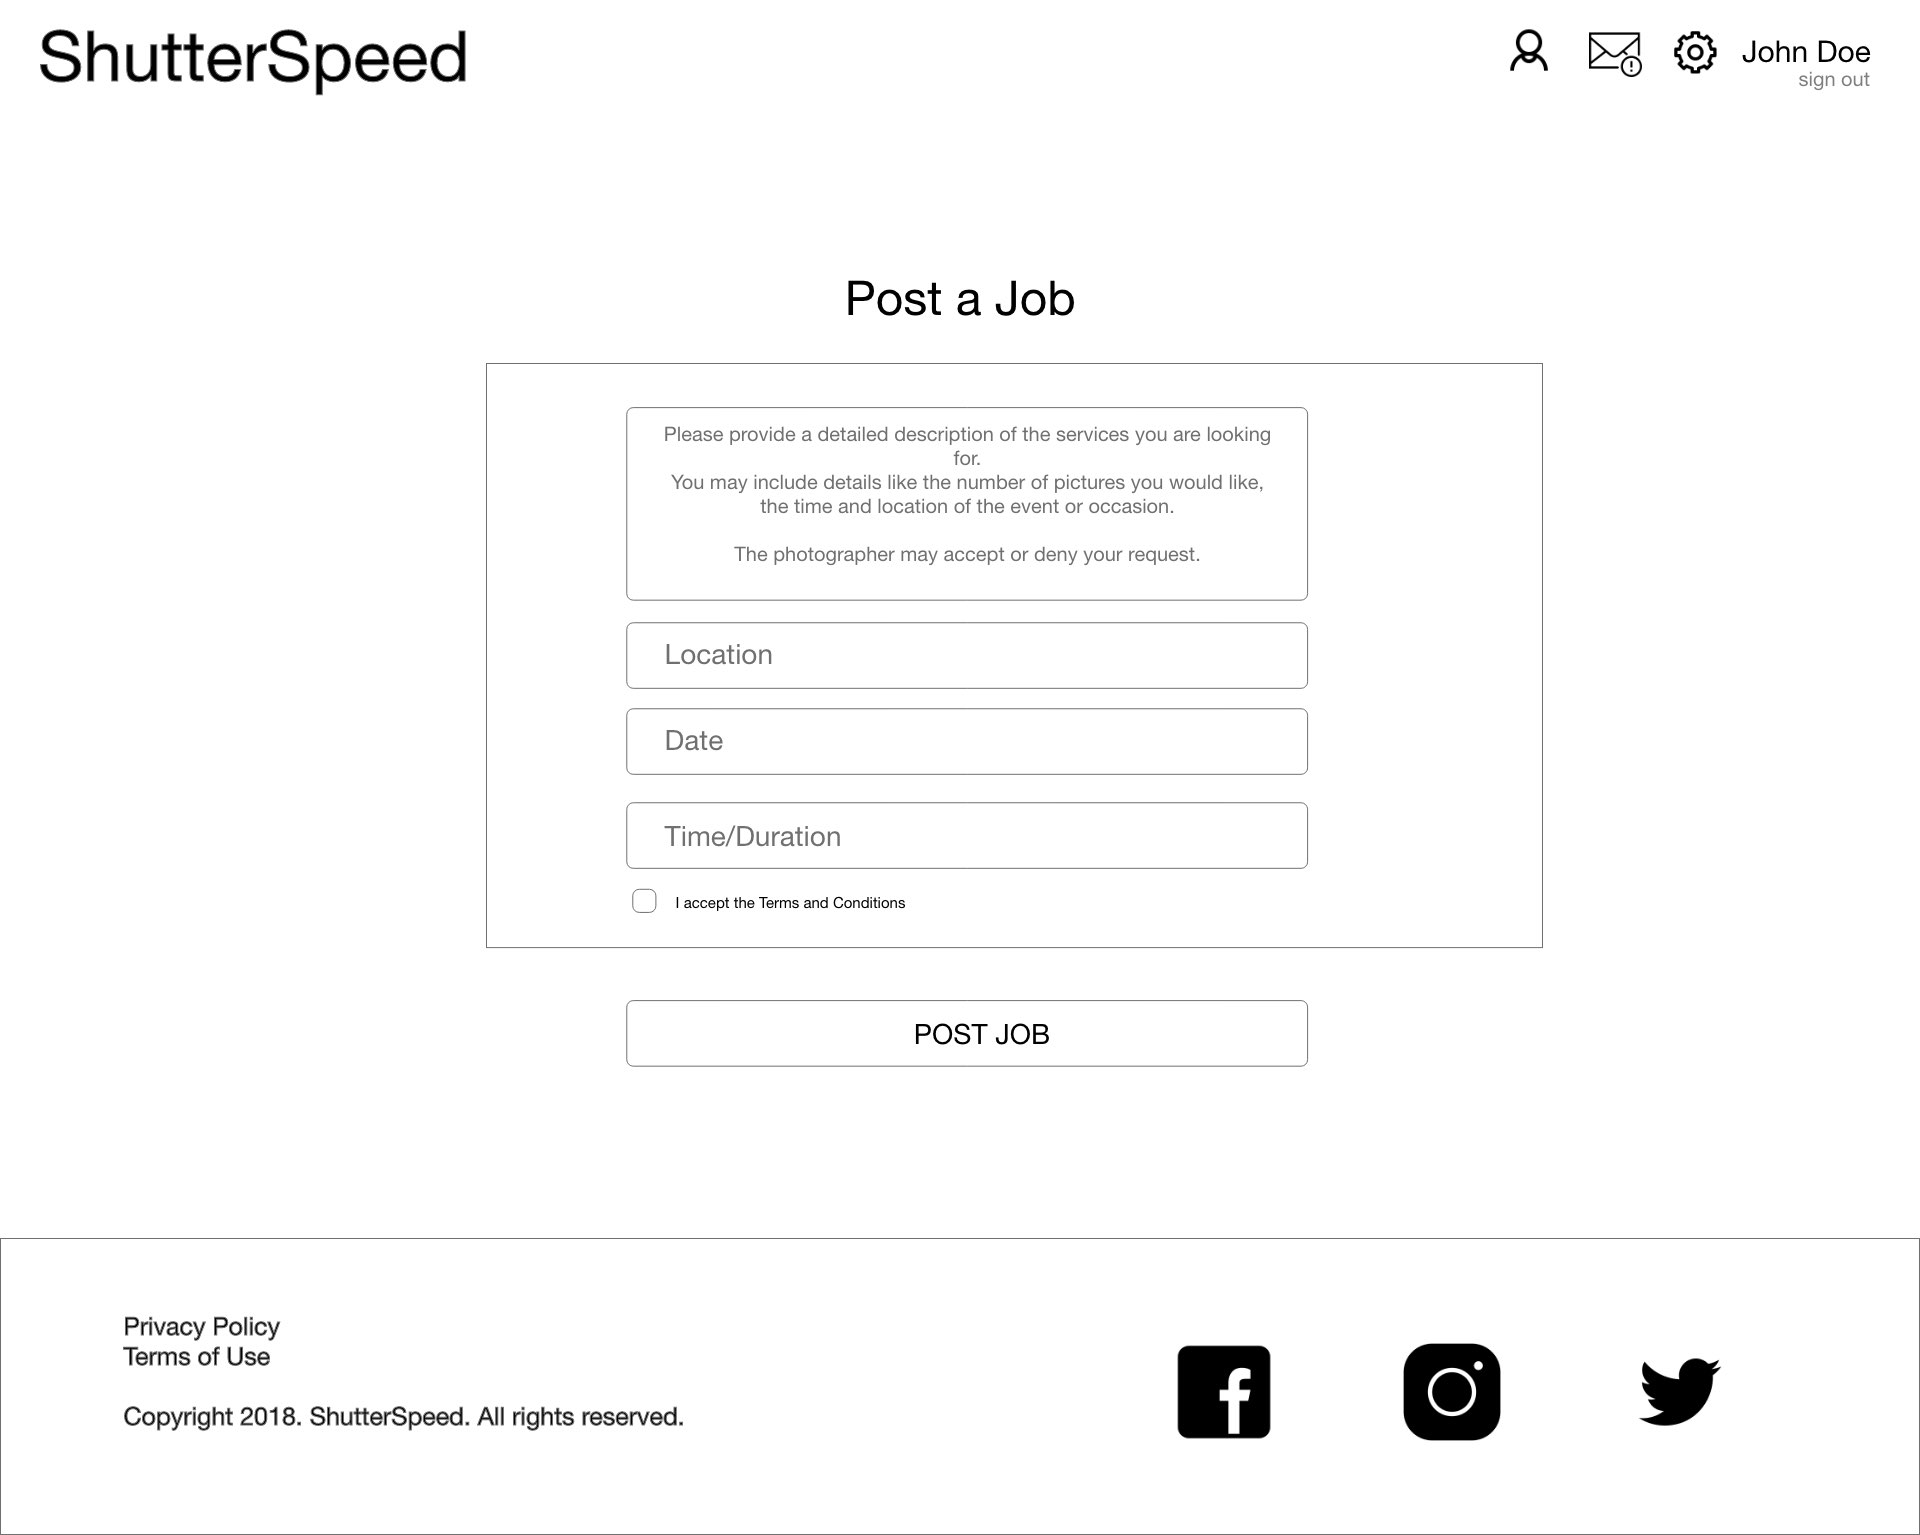 ShutterSpeed
John Doe
sign out
Post a Job
Please provide a detailed description of the services you are looking
for.
You may include details like the number of pictures you would like,
the time and location of the event or occasion.
The photographer may accept or deny your request.
Location
Date
Time/Duration
I accept the Terms and Conditions
POST JOB
Privacy Policy
Terms of Use
Copyright 2018. ShutterSpeed. All rights reserved.